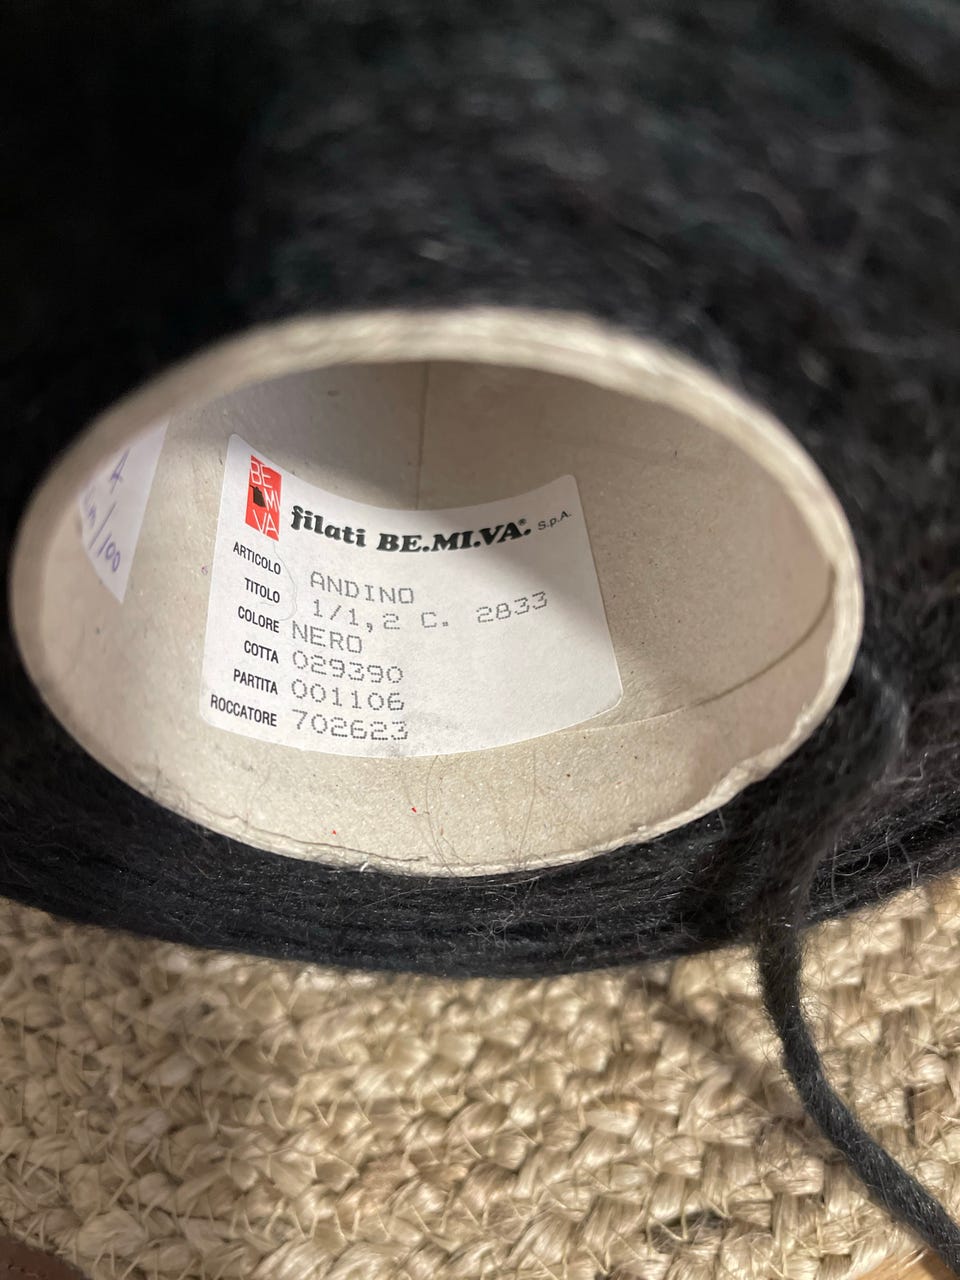 BE
MI
VA
filati BE.MI.VA.® S.p.A.
ARTICOLO ANDINO
TITOLO 1/1,2 C. 2833
COLORE NERO
COTTA 029390
PARTITA 001106
ROCCATORE 702623
/100